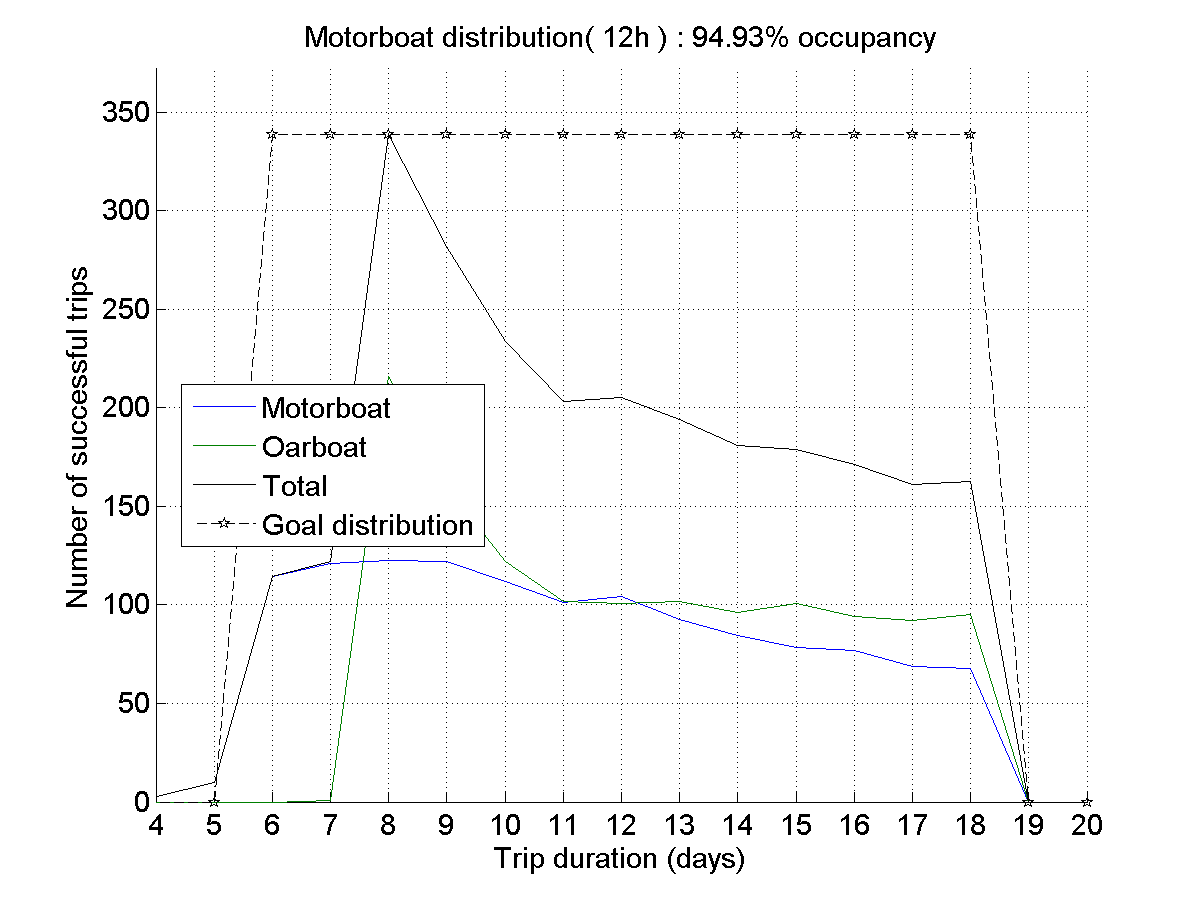 Motorboat distribution( 12h ) : 94.93% occupancy
350
300
250
200
150
100
50
0
Number of successful trips
Motorboat
Oarboat
Total
Goal distribution
4 5 6 7 8 9 10 11 12 13 14 15 16 17 18 19 20
Trip duration (days)